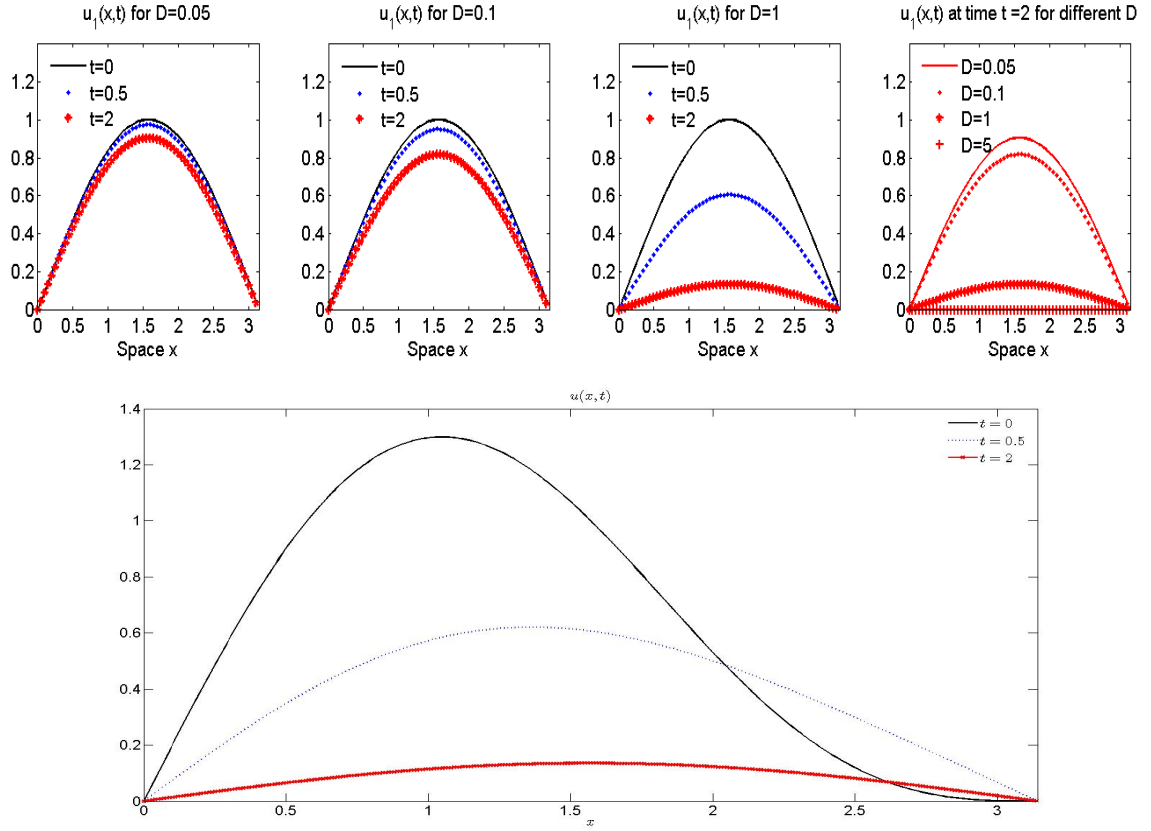 u₁(x,t) for D=0.05
1.2
1
0.8
0.6
0.4
0.2
0
t=0
t=0.5
t=2
0 0.5 1 1.5 2 2.5 3
Space x
u₁(x,t) for D=0.1
1.2
1
0.8
0.6
0.4
0.2
0
t=0
t=0.5
t=2
0 0.5 1 1.5 2 2.5 3
Space x
u₁(x,t) for D=1
1.2
1
0.8
0.6
0.4
0.2
0
t=0
t=0.5
t=2
0 0.5 1 1.5 2 2.5 3
Space x
u₁(x,t) at time t =2 for different D
1.2
1
0.8
0.6
0.4
0.2
0
D=0.05
D=0.1
D=1
D=5
0 0.5 1 1.5 2 2.5 3
Space x
u(x, t)
1.4
1.2
1
0.8
0.6
0.4
0.2
0
t = 0
t = 0.5
t = 2
0 0.5 1 1.5 2 2.5 3
x